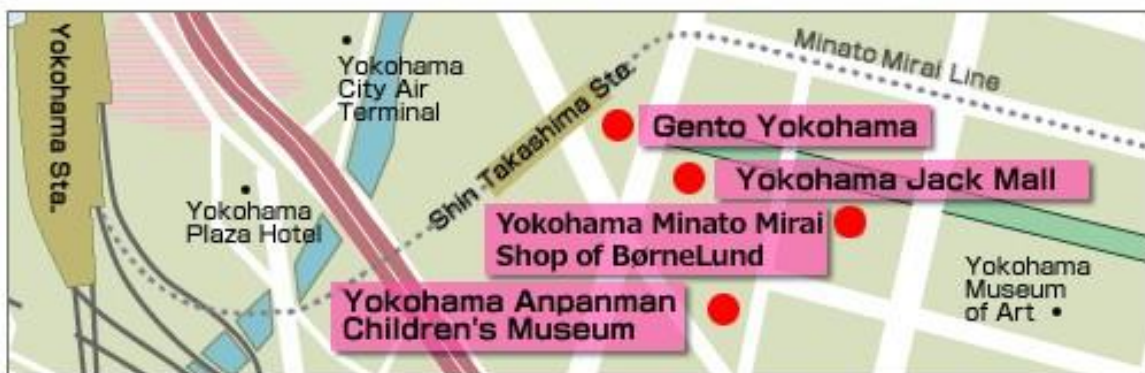 Yokohama Sta.
Yokohama
City Air
Terminal
Minato Mirai Line
Shin Takashima Sta.
Gento Yokohama
Yokohama Jack Mall
Yokohama
Plaza Hotel
Yokohama Minato Mirai
Shop of BørneLund
Yokohama
Museum
of Art
Yokohama Anpanman
Children's Museum